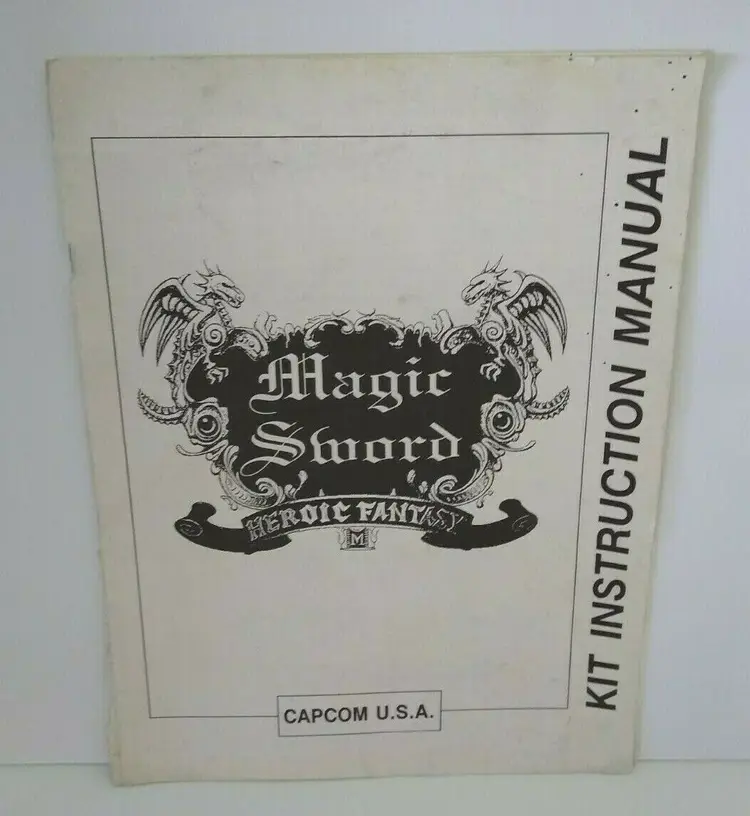 Magic
Sword
HEROIC FANTASY
M
CAPCOM U.S.A.
KIT INSTRUCTION MANUAL